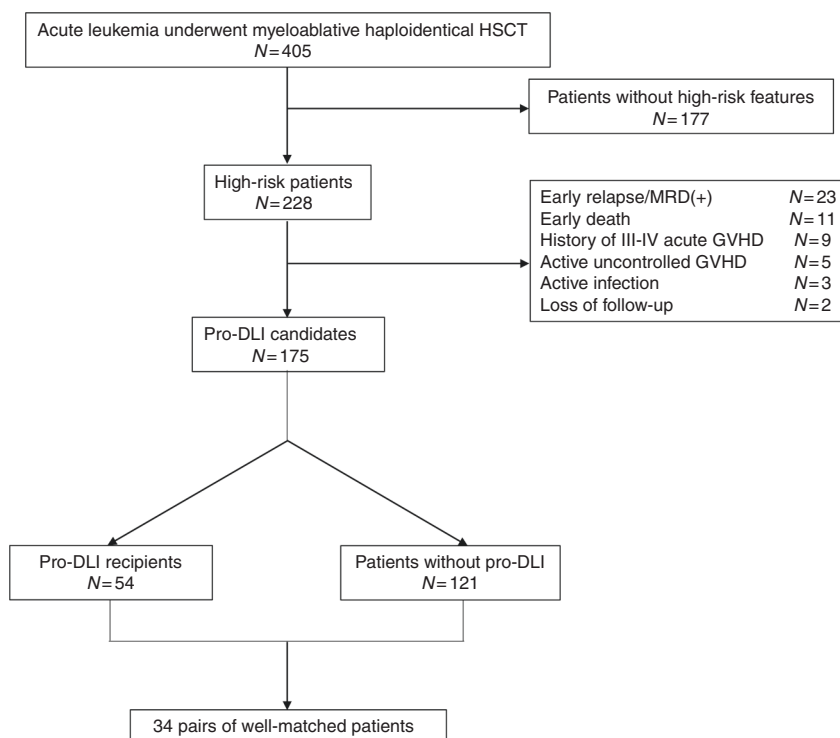 Acute leukemia underwent myeloablative haploidentical HSCT
N=405
Patients without high-risk features
N=177
High-risk patients
N=228
Early relapse/MRD(+) N=23
Early death N=11
History of III-IV acute GVHD N=9
Active uncontrolled GVHD N=5
Active infection N=3
Loss of follow-up N=2
Pro-DLI candidates
N=175
Pro-DLI recipients
N=54
Patients without pro-DLI
N=121
34 pairs of well-matched patients